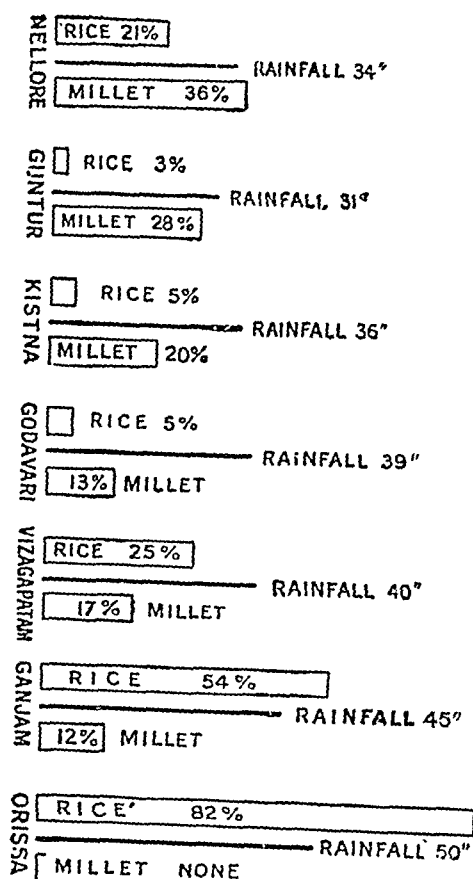 NELLORE
RICE 21%
RAINFALL 34"
MILLET 36%
GUNTUR
RICE 3%
RAINFALL 31"
MILLET 28%
KISTNA
RICE 5%
RAINFALL 36"
MILLET 20%
GODAVARI
RICE 5%
RAINFALL 39"
13% MILLET
VIZAGAPATAM
RICE 25%
RAINFALL 40"
17% MILLET
GANJAM
RICE 54%
RAINFALL 45"
12% MILLET
ORISSA
RICE 82%
RAINFALL 50"
MILLET NONE